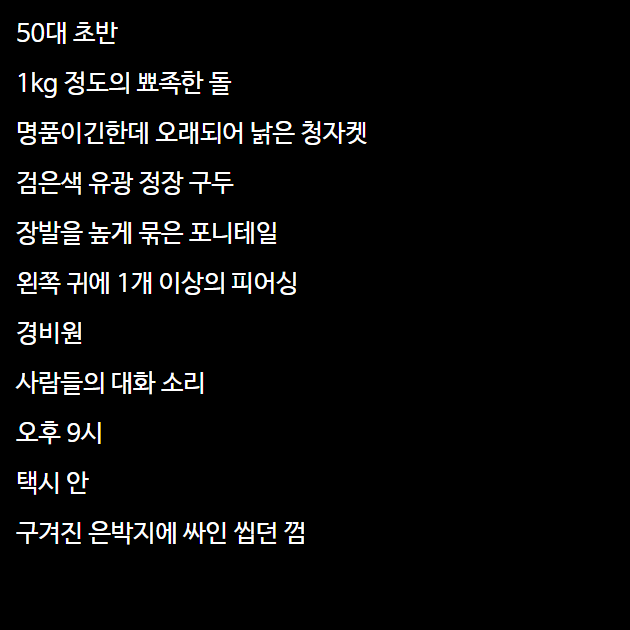 50대 초반
1kg 정도의 뾰족한 돌
명품이긴한데 오래되어 낡은 청자켓
검은색 유광 정장 구두
장발을 높게 묶은 포니테일
왼쪽 귀에 1개 이상의 피어싱
경비원
사람들의 대화 소리
오후 9시
택시 안
구겨진 은박지에 싸인 씹던 껌